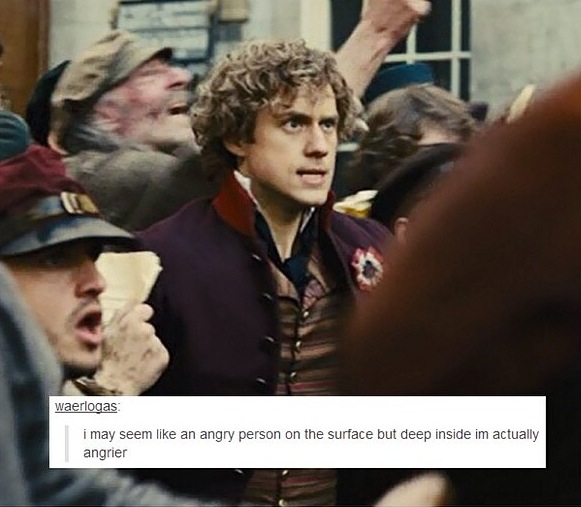 waerlogas:
i may seem like an angry person on the surface but deep inside im actually
angrier